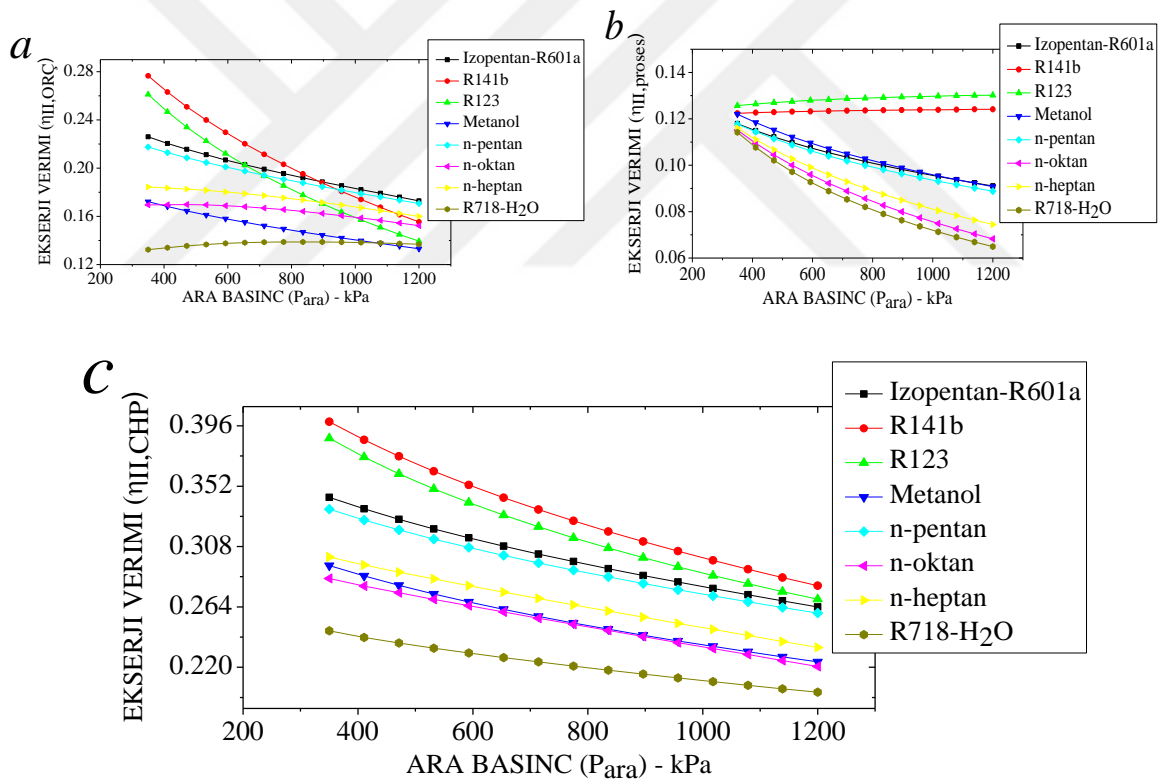 a
EKSERJI VERIMI (ηII,ORÇ)
0.28
0.24
0.20
0.16
0.12
200 400 600 800 1000 1200
ARA BASINC (Para) - kPa
Izopentan-R601a
R141b
R123
Metanol
n-pentan
n-oktan
n-heptan
R718-H2O
b
EKSERJI VERIMI (ηII,proses)
0.14
0.12
0.10
0.08
0.06
200 400 600 800 1000 1200
ARA BASINC (Para) - kPa
Izopentan-R601a
R141b
R123
Metanol
n-pentan
n-oktan
n-heptan
R718-H2O
c
EKSERJI VERIMI (ηII,CHP)
0.396
0.352
0.308
0.264
0.220
200 400 600 800 1000 1200
ARA BASINC (Para) - kPa
Izopentan-R601a
R141b
R123
Metanol
n-pentan
n-oktan
n-heptan
R718-H2O